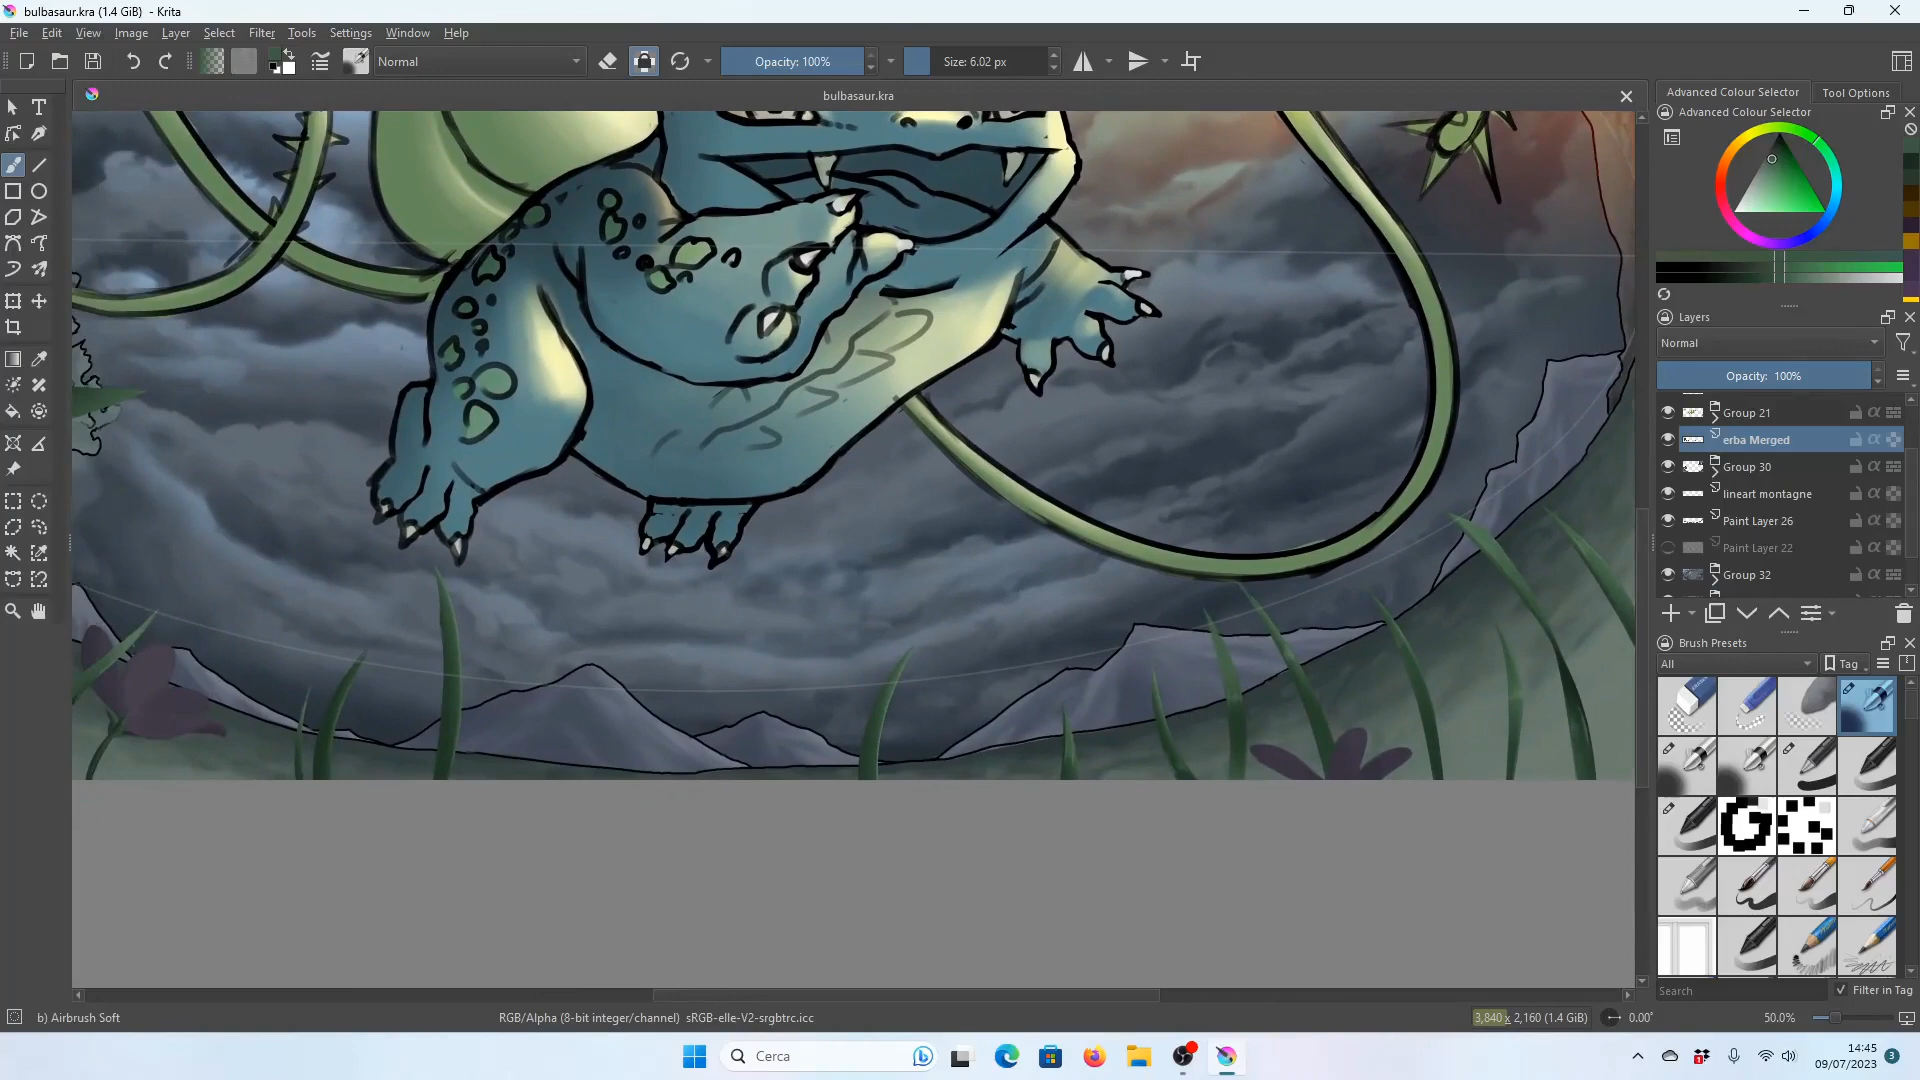 bulbasaur.kra (1.4 GiB) - Krita
File Edit View Image Layer Select Filter Tools Settings Window Help
Normal
Opacity: 100%
Size: 6.02 px
bulbasaur.kra
Advanced Colour Selector
Tool Options
Advanced Colour Selector
Layers
Normal
Opacity: 100%
Group 21
erba Merged
Group 30
lineart montagne
Paint Layer 26
Paint Layer 22
Group 32
Brush Presets
All
Tag
Search
Filter in Tag
b) Airbrush Soft
RGB/Alpha (8-bit integer/channel) sRGB-elle-V2-srgbtrc.icc
3,840 x 2,160 (1.4 GiB)
0.00°
50.0%
Cerca
14:45
09/07/2023
3